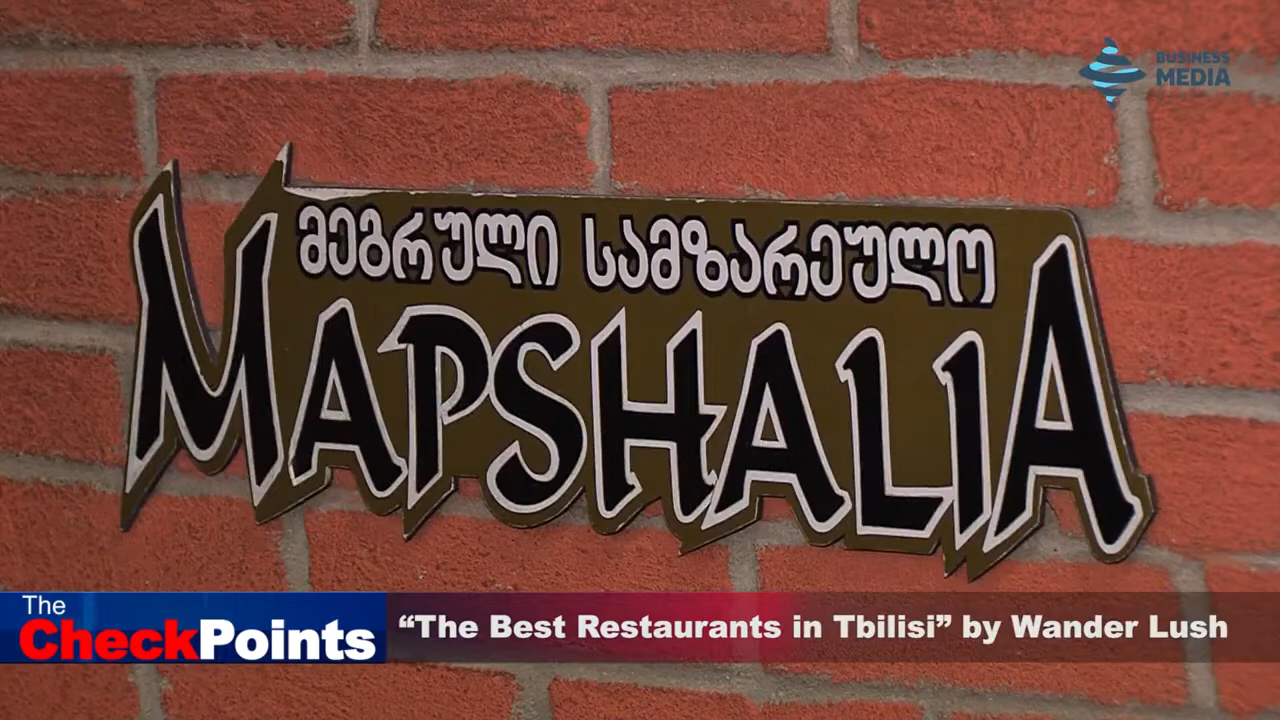 BUSINESS
MEDIA
მეგრული სამზარეულო
MAPSHALIA
The
CheckPoints
“The Best Restaurants in Tbilisi” by Wander Lush